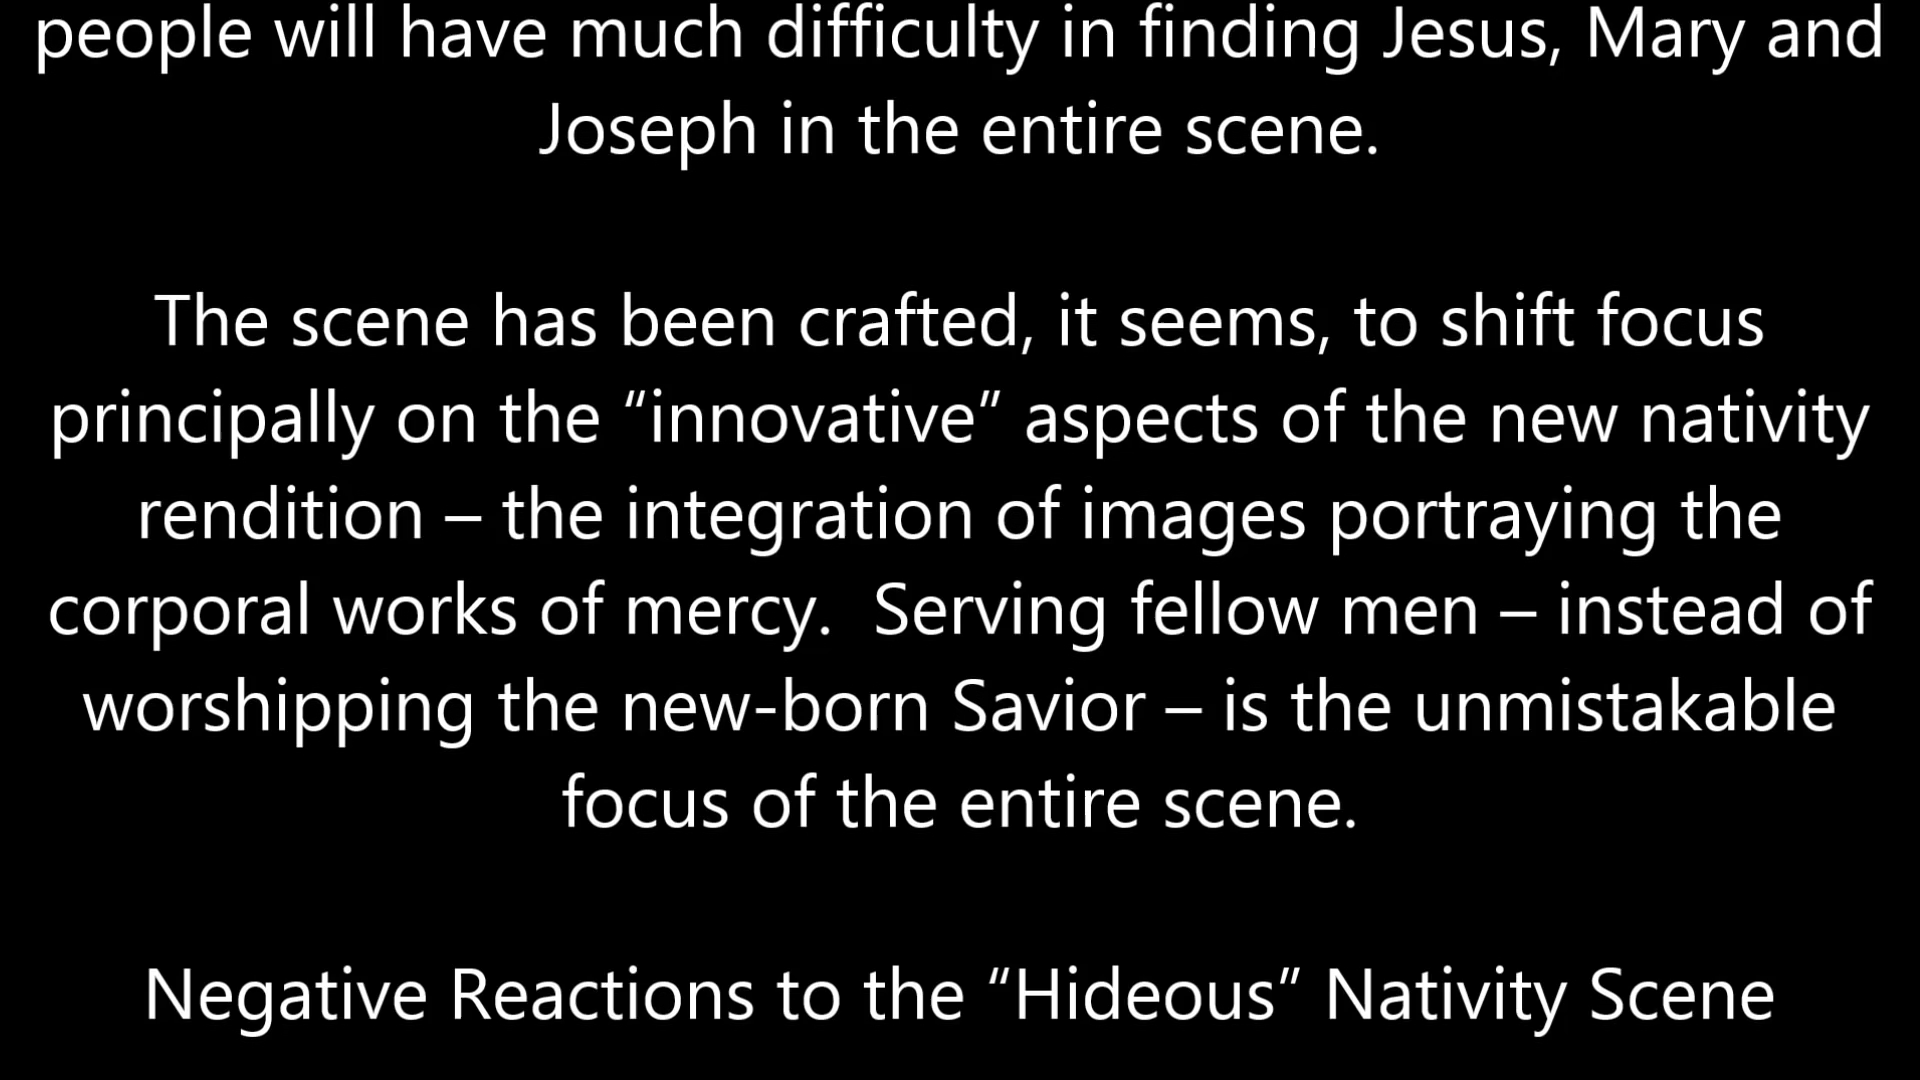 people will have much difficulty in finding Jesus, Mary and
Joseph in the entire scene.
The scene has been crafted, it seems, to shift focus
principally on the “innovative” aspects of the new nativity
rendition – the integration of images portraying the
corporal works of mercy.  Serving fellow men – instead of
worshipping the new-born Savior – is the unmistakable
focus of the entire scene.
Negative Reactions to the “Hideous” Nativity Scene